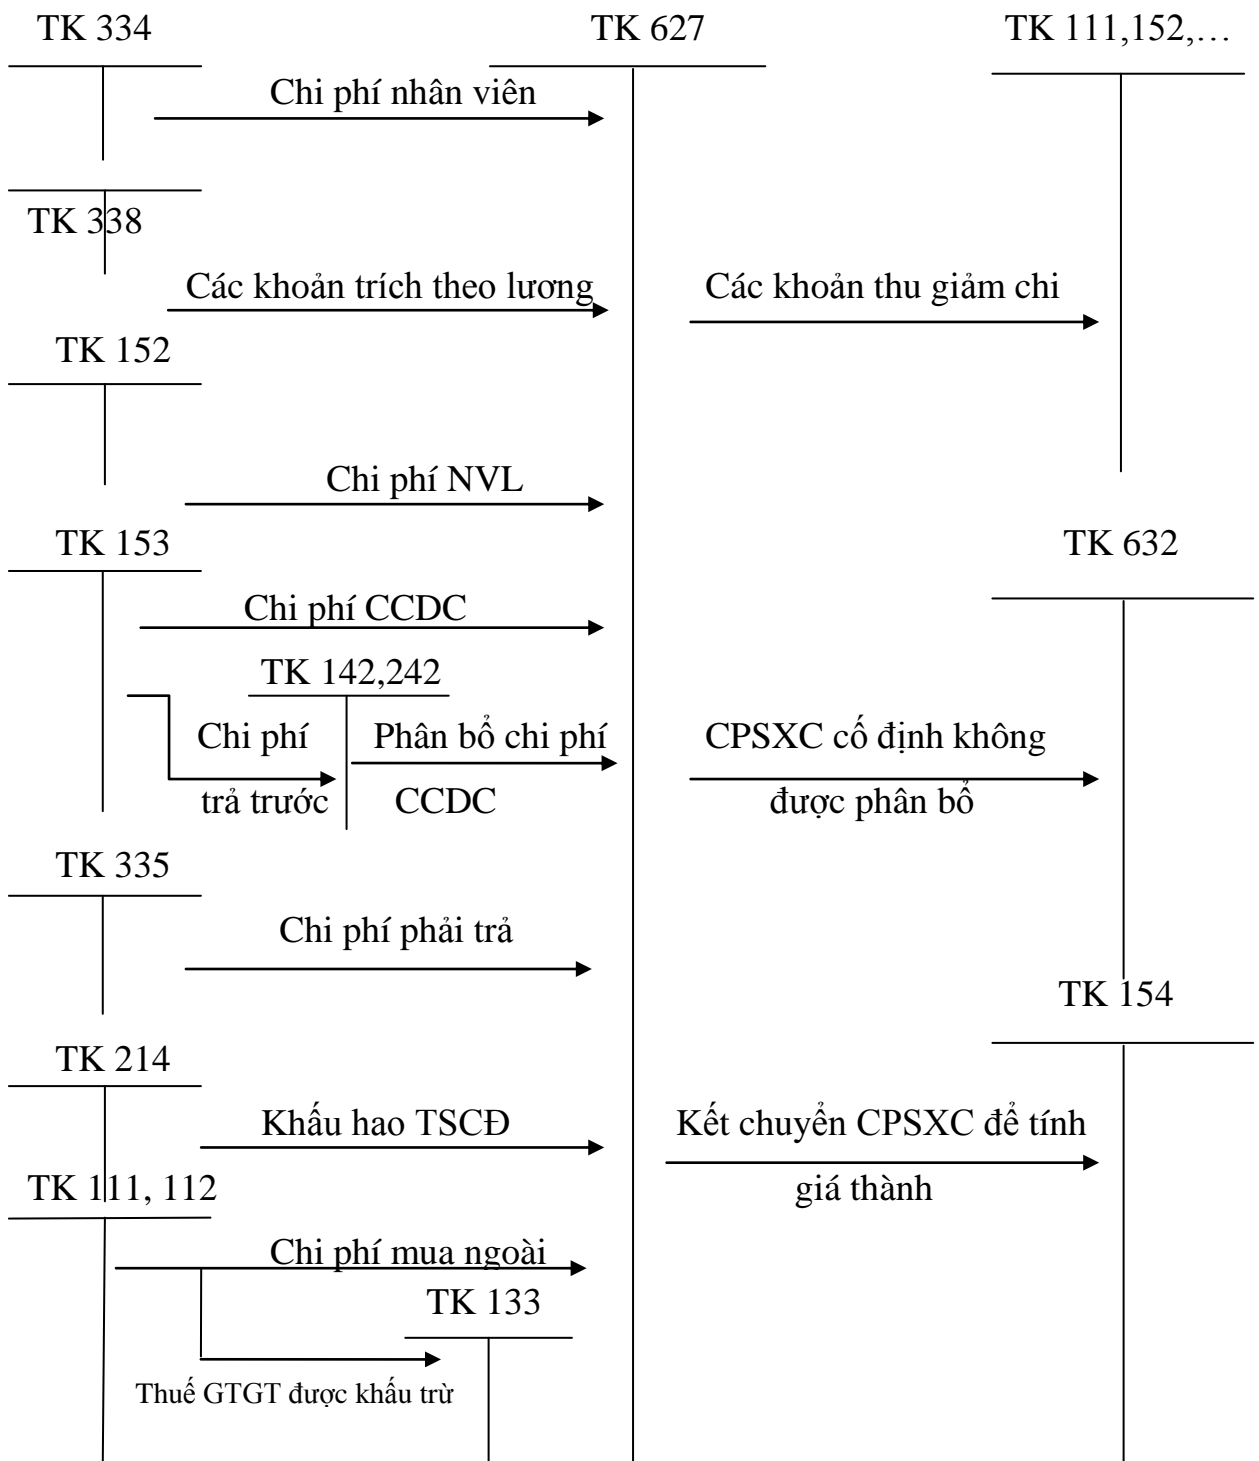 TK 334
TK 627
TK 111,152,…
Chi phí nhân viên
TK 338
Các khoản trích theo lương
Các khoản thu giảm chi
TK 152
Chi phí NVL
TK 153
TK 632
Chi phí CCDC
TK 142,242
Chi phí
trả trước
Phân bổ chi phí
CCDC
CPSXC cố định không
được phân bổ
TK 335
Chi phí phải trả
TK 154
TK 214
Khấu hao TSCĐ
Kết chuyển CPSXC để tính
giá thành
TK 111, 112
Chi phí mua ngoài
TK 133
Thuế GTGT được khấu trừ